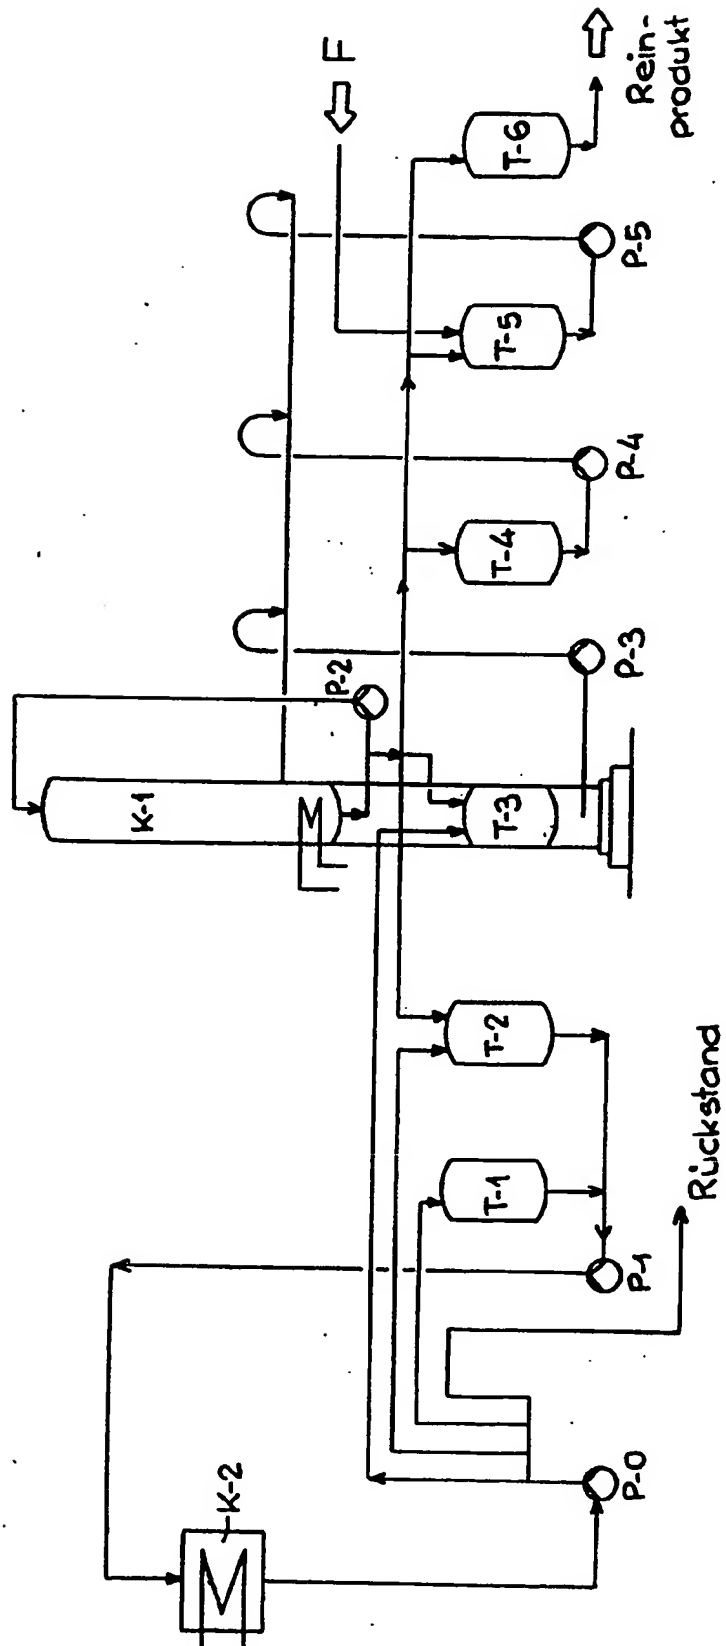 K-2
P-0
Rückstand
P-1
T-1
T-2
K-1
T-3
P-2
P-3
T-4
P-4
T-5
P-5
F
T-6
Rein-
produkt